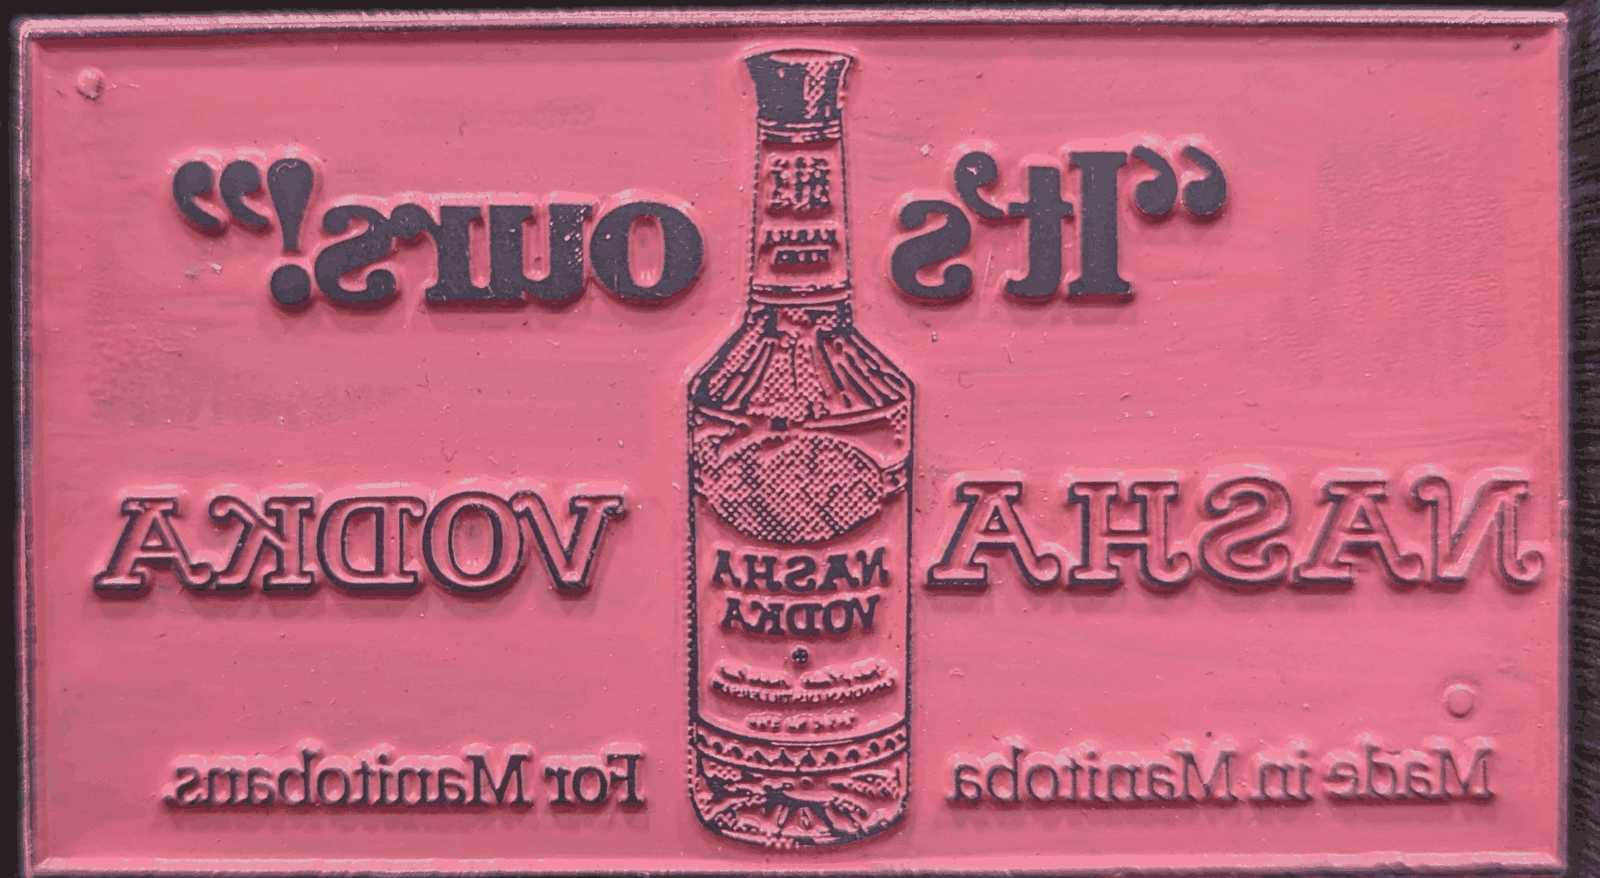 “It's ours!”
NASHA VODKA
NASHA
VODKA
Made in Manitoba For Manitobans